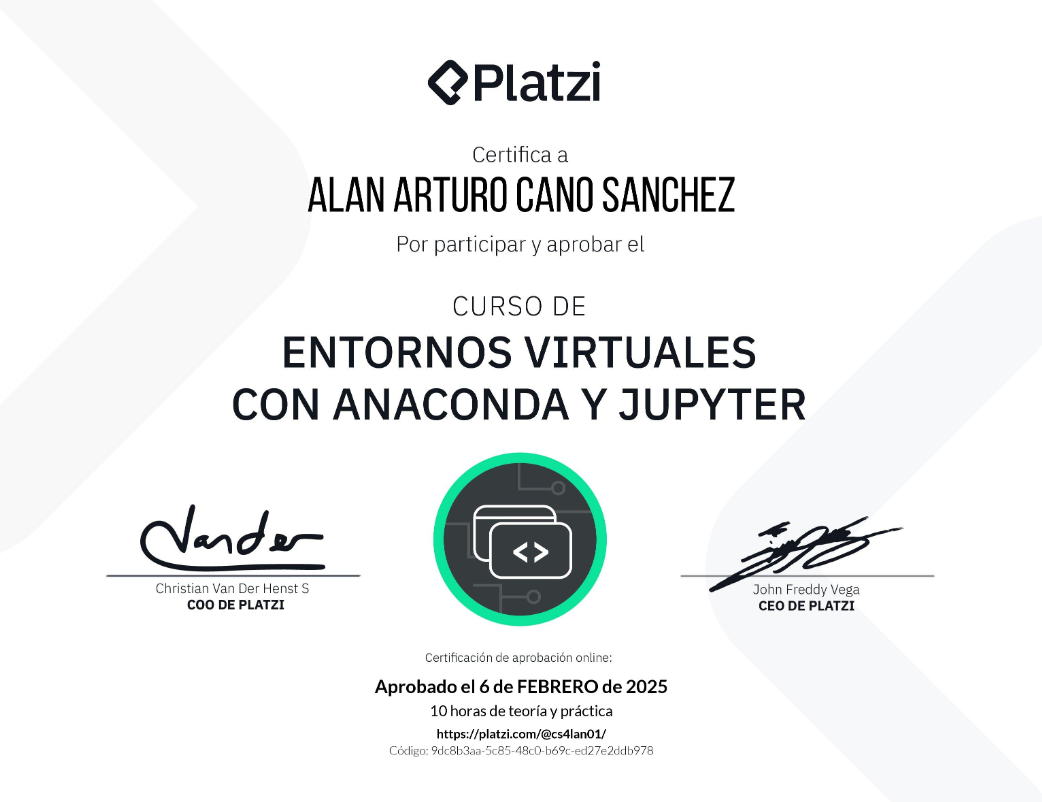 Platzi
Certifica a
ALAN ARTURO CANO SANCHEZ
Por participar y aprobar el
CURSO DE
ENTORNOS VIRTUALES
CON ANACONDA Y JUPYTER
Vander
<>
Christian Van Der Henst S
COO DE PLATZI
John Freddy Vega
CEO DE PLATZI
Certificación de aprobación online:
Aprobado el 6 de FEBRERO de 2025
10 horas de teoría y práctica
https://platzi.com/@cs4lan01/
Código: 9dc8b3aa-5c85-48c0-b69c-ed27e2ddb978